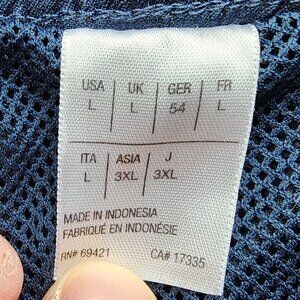 USA UK GER FR
L L 54 L
ITA ASIA J
L 3XL 3XL
MADE IN INDONESIA
FABRIQUÉ EN INDONÉSIE
RN# 69421 CA# 17335